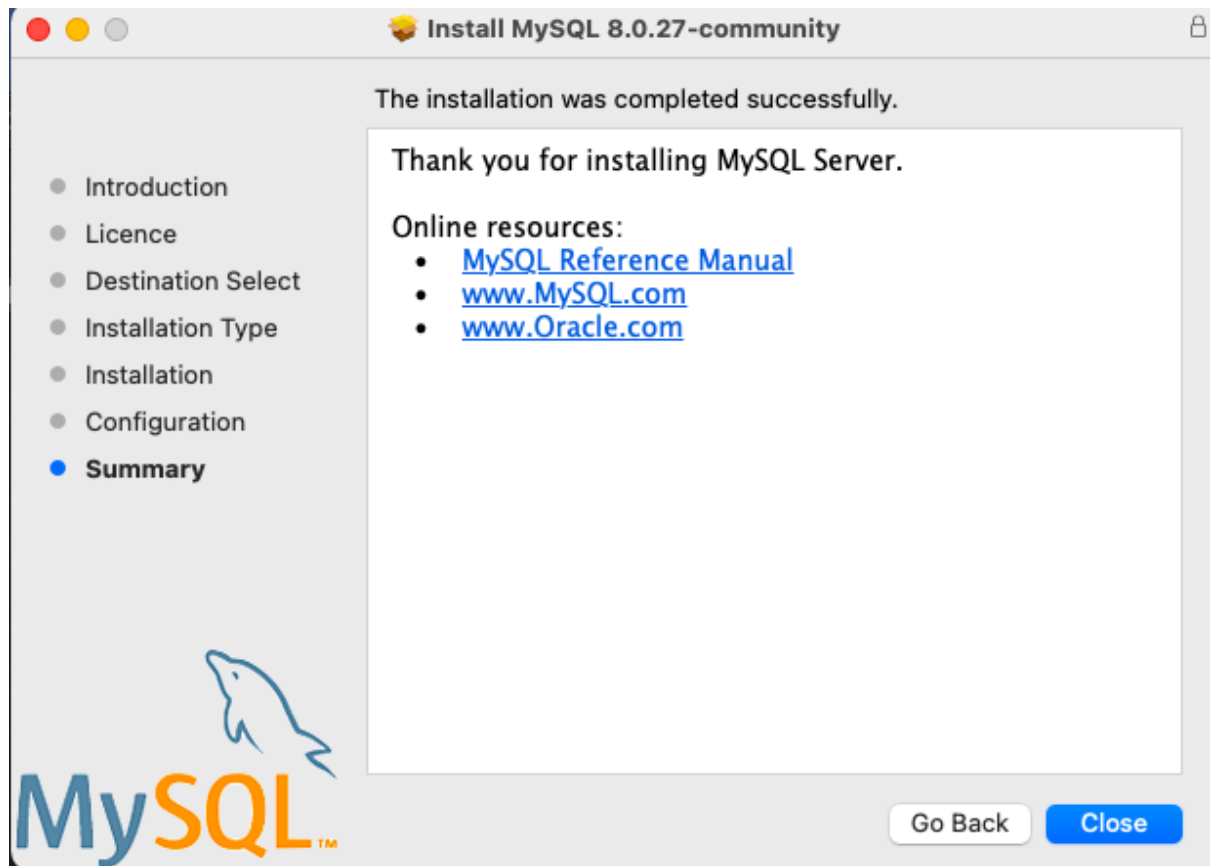 Install MySQL 8.0.27-community
The installation was completed successfully.
Introduction
Licence
Destination Select
Installation Type
Installation
Configuration
Summary
Thank you for installing MySQL Server.
Online resources:
• MySQL Reference Manual
• www.MySQL.com
• www.Oracle.com
MySQL™
Go Back
Close